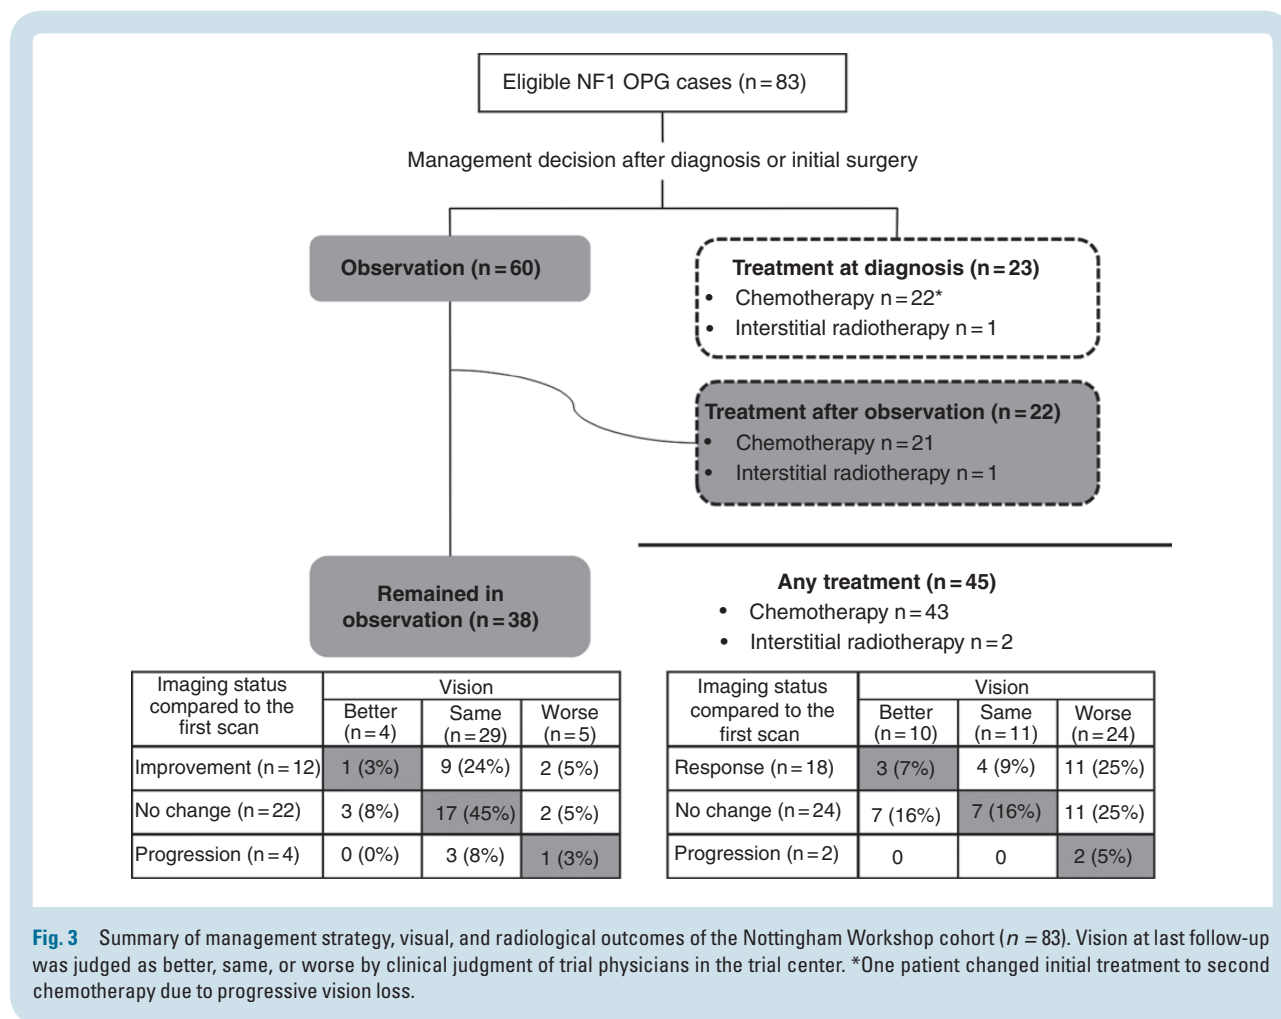 Eligible NF1 OPG cases (n=83)
Management decision after diagnosis or initial surgery
Observation (n=60)
Treatment at diagnosis (n=23)
• Chemotherapy n=22*
• Interstitial radiotherapy n=1
Treatment after observation (n=22)
• Chemotherapy n=21
• Interstitial radiotherapy n=1
Remained in
observation (n=38)
Any treatment (n=45)
• Chemotherapy n=43
• Interstitial radiotherapy n=2
Imaging status
compared to the
first scan
Vision
Better
(n=4)
Same
(n=29)
Worse
(n=5)
Improvement (n=12) 1 (3%) 9 (24%) 2 (5%)
No change (n=22) 3 (8%) 17 (45%) 2 (5%)
Progression (n=4) 0 (0%) 3 (8%) 1 (3%)
Imaging status
compared to the
first scan
Vision
Better
(n=10)
Same
(n=11)
Worse
(n=24)
Response (n=18) 3 (7%) 4 (9%) 11 (25%)
No change (n=24) 7 (16%) 7 (16%) 11 (25%)
Progression (n=2) 0 0 2 (5%)
Fig. 3 Summary of management strategy, visual, and radiological outcomes of the Nottingham Workshop cohort (n = 83). Vision at last follow-up
was judged as better, same, or worse by clinical judgment of trial physicians in the trial center. *One patient changed initial treatment to second
chemotherapy due to progressive vision loss.